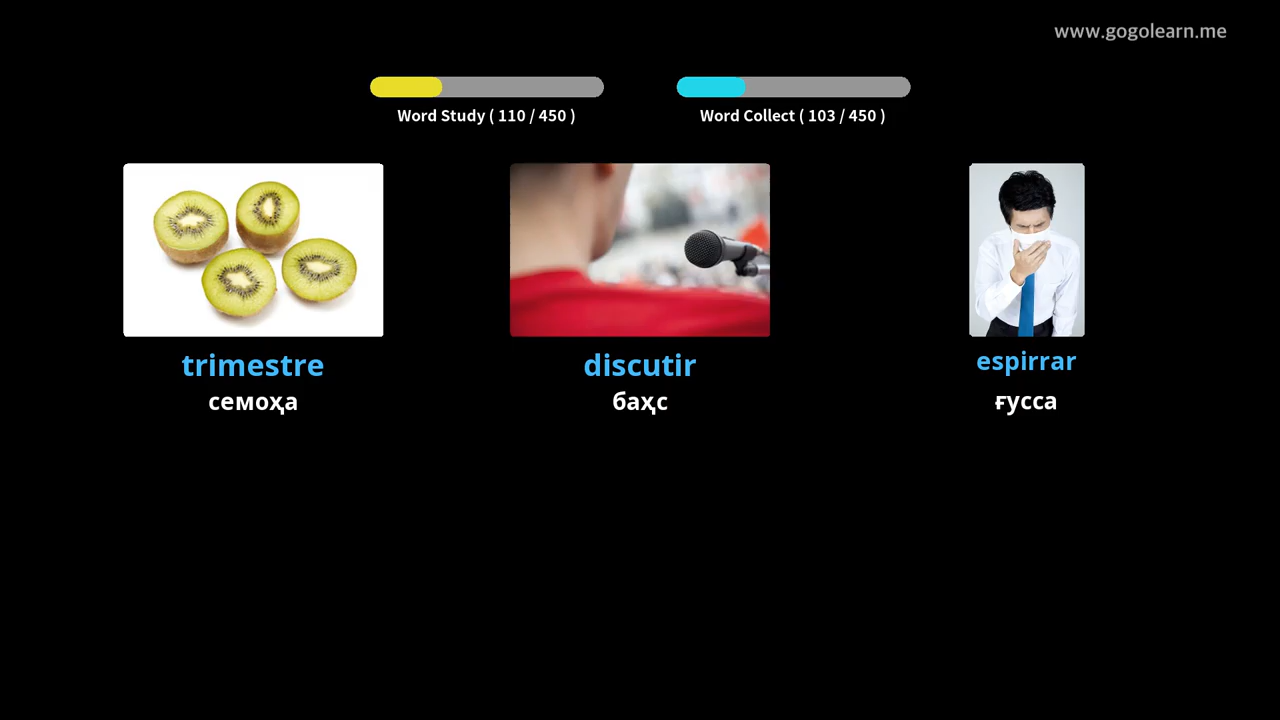 www.gogolearn.me
Word Study ( 110 / 450 )
Word Collect ( 103 / 450 )
trimestre
discutir
espirrar
семоҳа
баҳс
ғусса